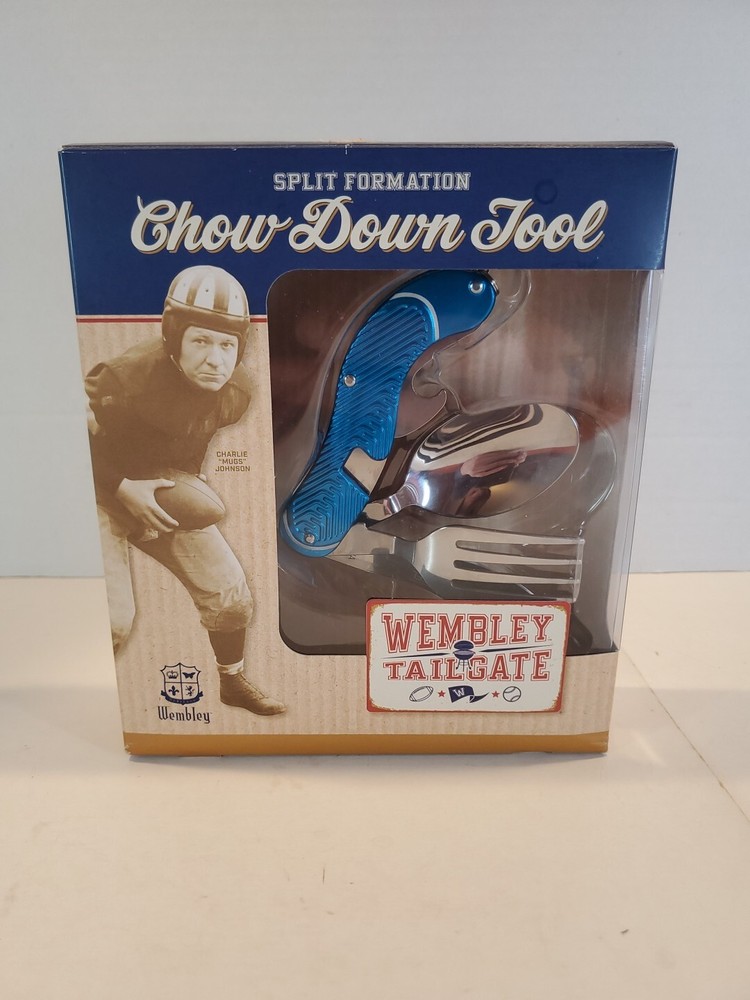 SPLIT FORMATION
Chow Down Tool
CHARLIE
"MUGS"
JOHNSON
WEMBLEY
TAILGATE
W
Wembley